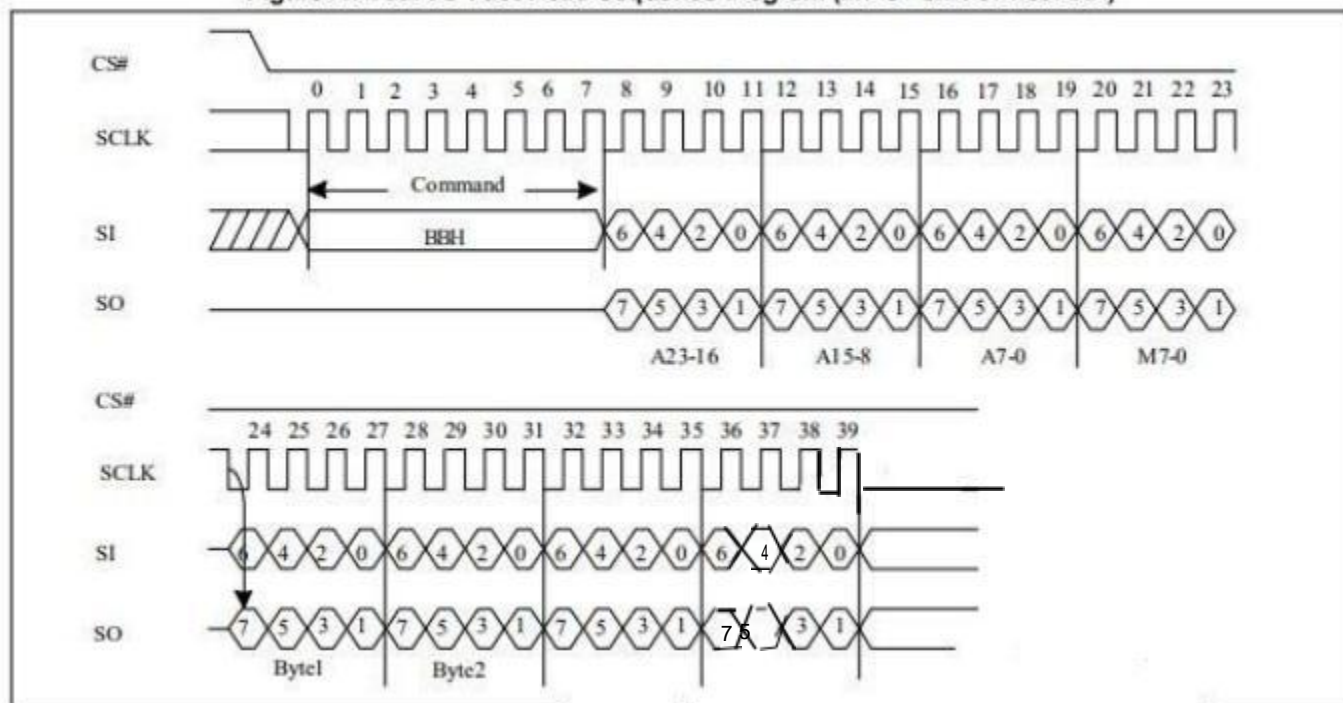 CS#
0 1 2 3 4 5 6 7 8 9 10 11 12 13 14 15 16 17 18 19 20 21 22 23
SCLK
Command
SI
BBH
6 4 2 0 6 4 2 0 6 4 2 0 6 4 2 0
SO
7 5 3 1 7 5 3 1 7 5 3 1 7 5 3 1
A23-16 A15-8 A7-0 M7-0
CS#
24 25 26 27 28 29 30 31 32 33 34 35 36 37 38 39
SCLK
SI
6 4 2 0 6 4 2 0 6 4 2 0 6 4 2 0
SO
7 5 3 1 7 5 3 1 7 5 3 1 7 5 3 1
Byte1 Byte2